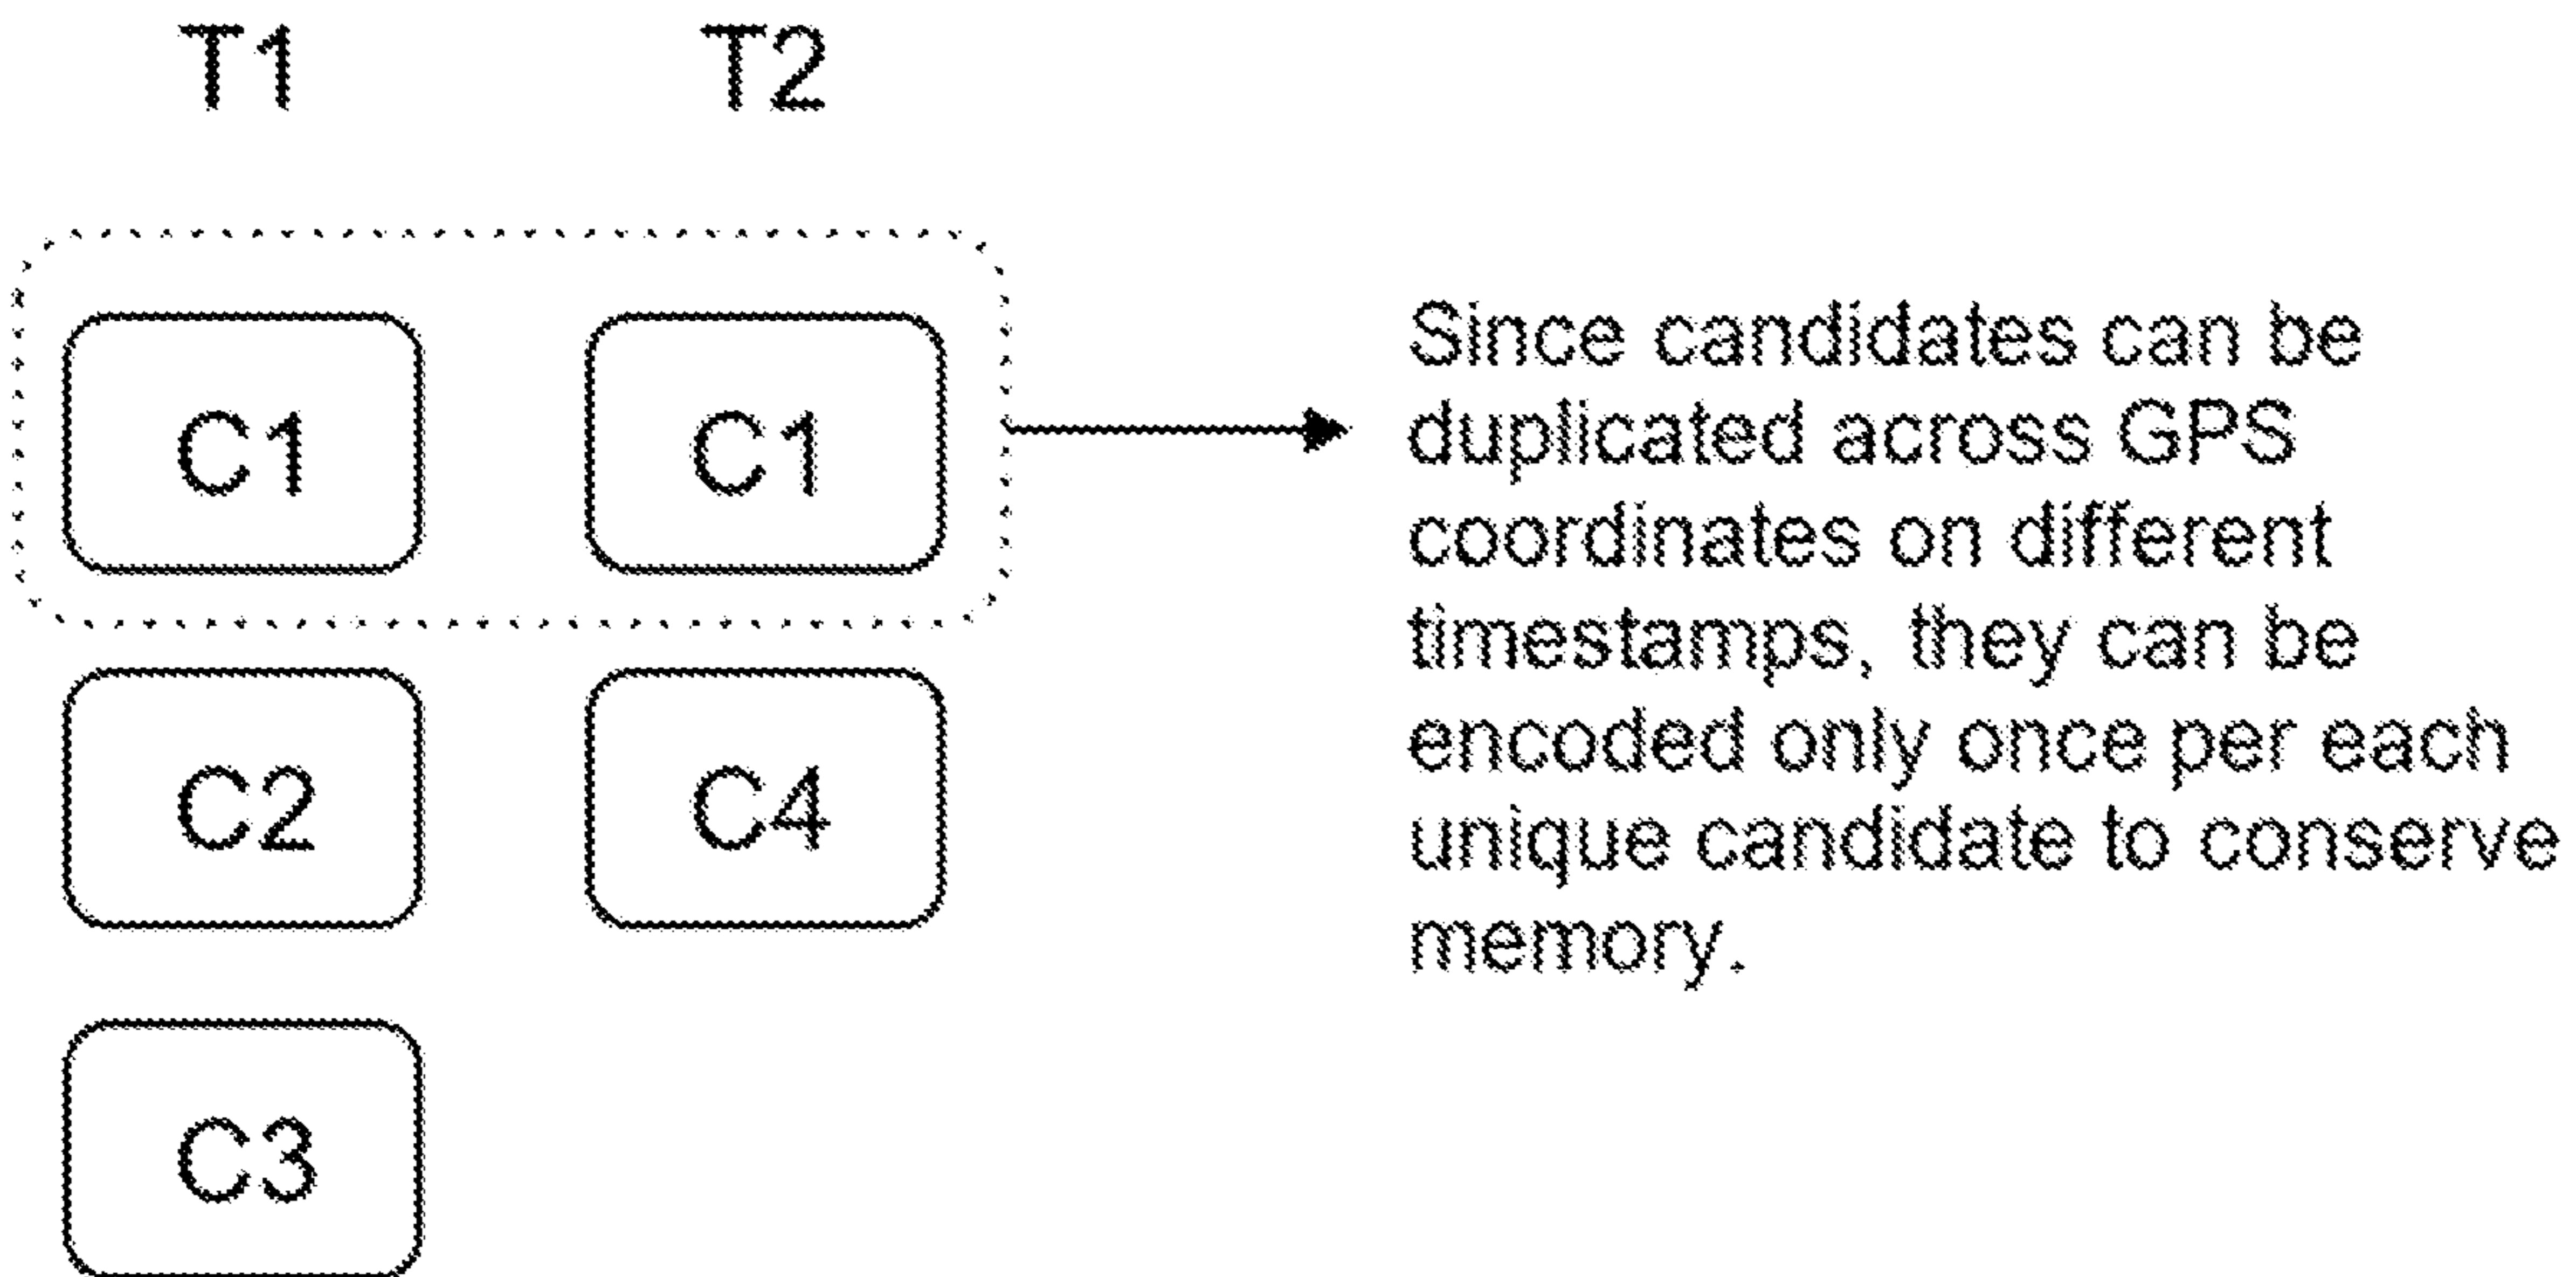 T1 T2
C1 C1
Since candidates can be
duplicated across GPS
coordinates on different
timestamps, they can be
encoded only once per each
unique candidate to conserve
memory.
C2 C4
C3